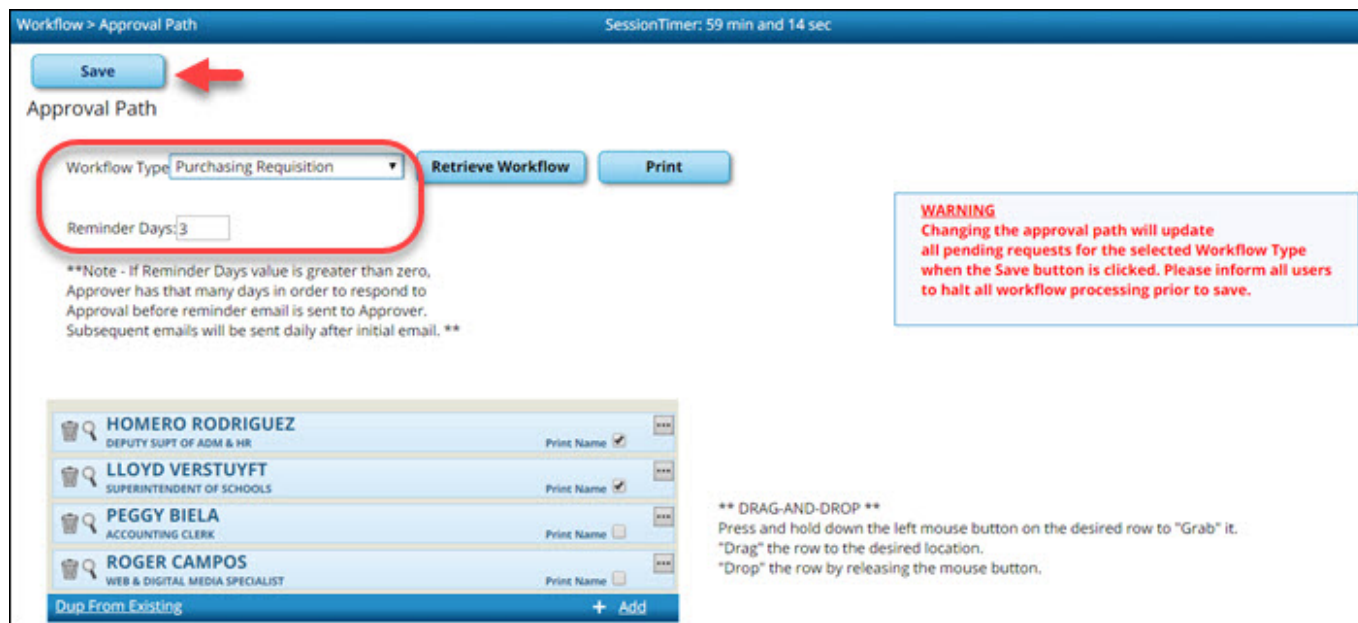 Workflow > Approval Path
SessionTimer: 59 min and 14 sec
Save
Approval Path
Workflow Type Purchasing Requisition
Retrieve Workflow
Print
Reminder Days: 3
**Note - If Reminder Days value is greater than zero,
Approver has that many days in order to respond to
Approval before reminder email is sent to Approver.
Subsequent emails will be sent daily after initial email. **
WARNING
Changing the approval path will update
all pending requests for the selected Workflow Type
when the Save button is clicked. Please inform all users
to halt all workflow processing prior to save.
HOMERO RODRIGUEZ
DEPUTY SUPT OF ADM & HR
Print Name
LLOYD VERSTUYFT
SUPERINTENDENT OF SCHOOLS
Print Name
PEGGY BIELA
ACCOUNTING CLERK
Print Name
ROGER CAMPOS
WEB & DIGITAL MEDIA SPECIALIST
Print Name
Dup From Existing
+ Add
** DRAG-AND-DROP **
Press and hold down the left mouse button on the desired row to "Grab" it.
"Drag" the row to the desired location.
"Drop" the row by releasing the mouse button.